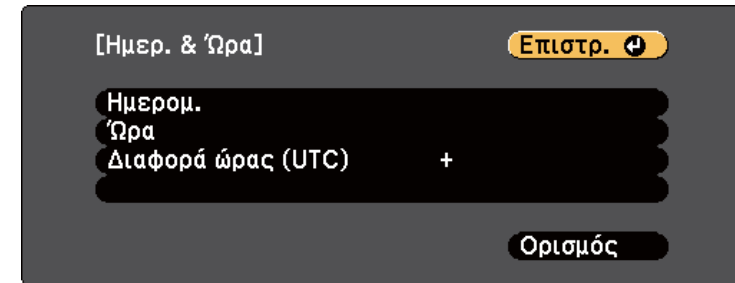 [Ημερ. & Ώρα]
Επιστρ.
Ημερομ.
Ώρα
Διαφορά ώρας (UTC) +
Ορισμός